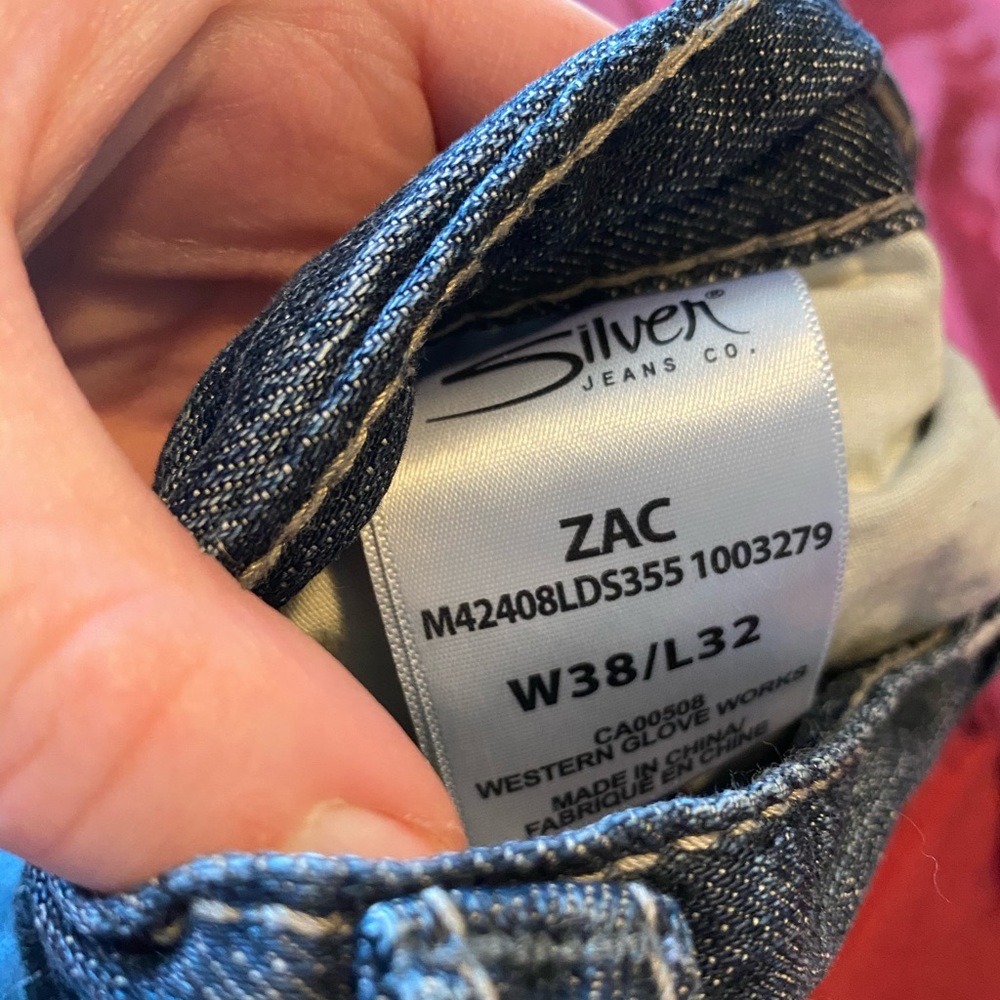 Silver®
JEANS CO.
ZAC
M42408LDS355 1003279
W38/L32
CA00508
WESTERN GLOVE WORKS
MADE IN CHINA/
FABRIQUE EN CHINE